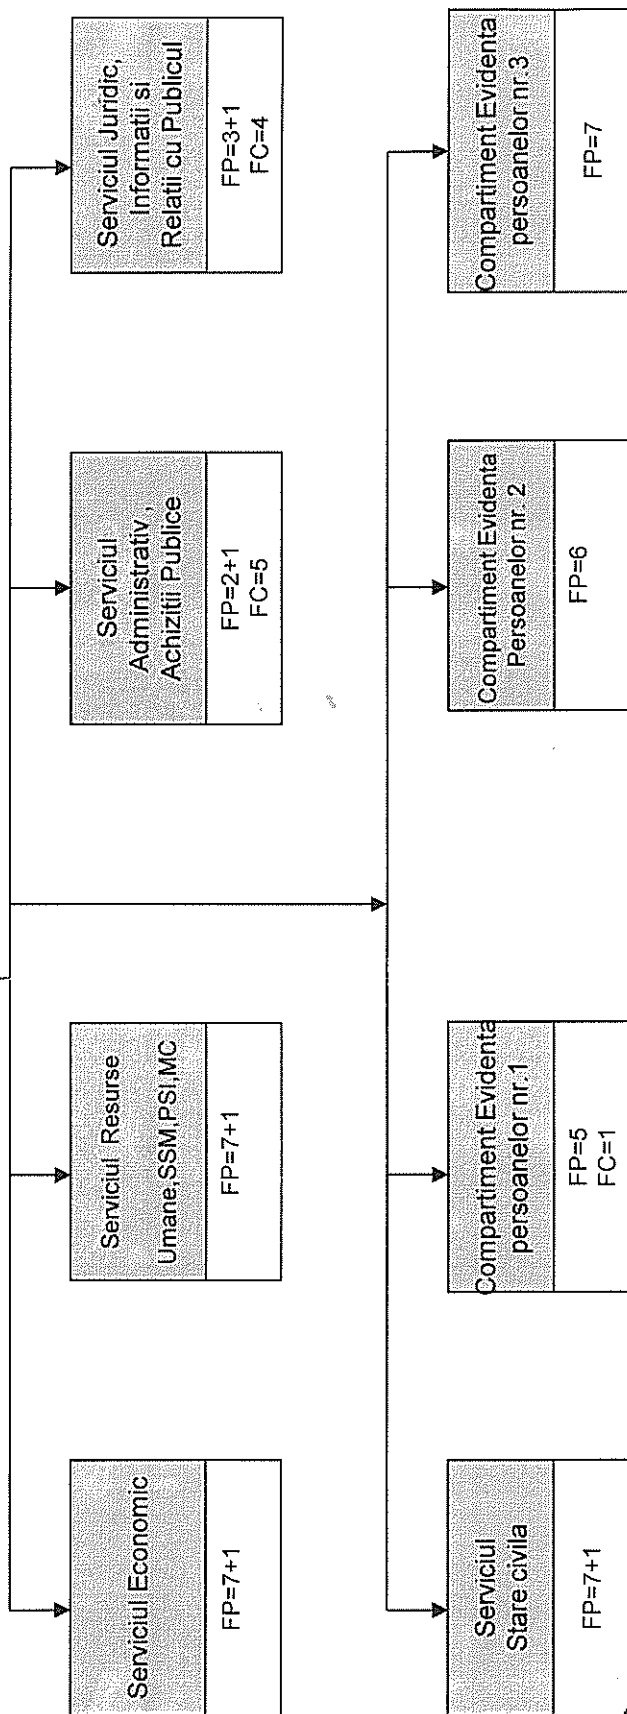 Serviciul Economic
FP=7+1
Serviciul Resurse
Umane,SSM,PSI,MC
FP=7+1
Serviciul
Administrativ ,
Achizitii Publice
FP=2+1
FC=5
Serviciul Juridic,
Informatii si
Relatii cu Publicul
FP=3+1
FC=4
Serviciul
Stare civila
FP=7+1
Compartiment Evidenta
persoanelor nr.1
FP=5
FC=1
Compartiment Evidenta
Persoanelor nr. 2
FP=6
Compartiment Evidenta
persoanelor nr.3
FP=7